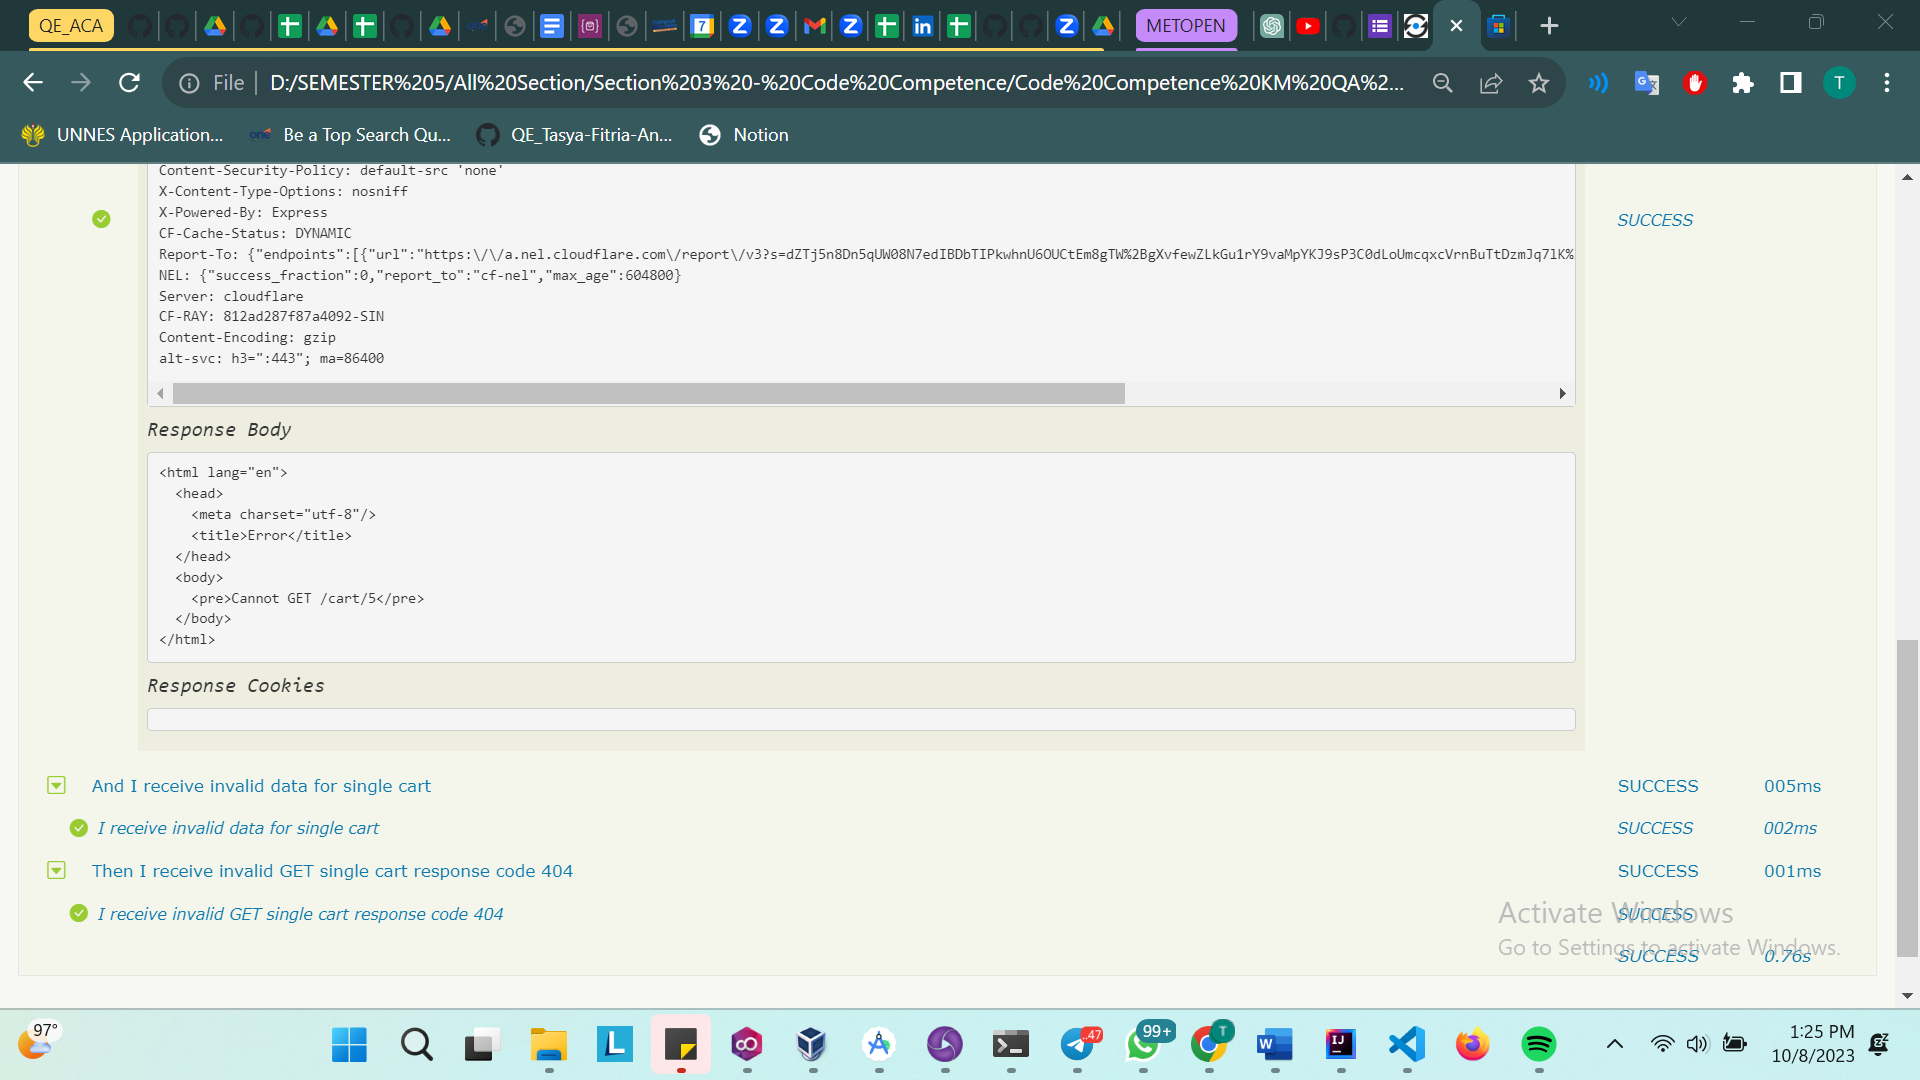 QE_ACA
METOPEN
File
D:/SEMESTER%205/All%20Section/Section%203%20-%20Code%20Competence/Code%20Competence%20KM%20QA%2...
T
UNNES Application...
one
Be a Top Search Qu...
QE_Tasya-Fitria-An...
Notion
Content-Security-Policy: default-src 'none'
X-Content-Type-Options: nosniff
X-Powered-By: Express
CF-Cache-Status: DYNAMIC
Report-To: {"endpoints":[{"url":"https:\/\/a.nel.cloudflare.com\/report\/v3?s=dZTj5n8Dn5qUW08N7edIBDbTIPkwhnU6OUCtEm8gTW%2BgXvfewZLkGu1rY9vaMpYKJ9sP3C0dLoUmcqxcVrnBuTtDzmJq7lK%
NEL: {"success_fraction":0,"report_to":"cf-nel","max_age":604800}
Server: cloudflare
CF-RAY: 812ad287f87a4092-SIN
Content-Encoding: gzip
alt-svc: h3=":443"; ma=86400
SUCCESS
Response Body
<html lang="en">
<head>
<meta charset="utf-8"/>
<title>Error</title>
</head>
<body>
<pre>Cannot GET /cart/5</pre>
</body>
</html>
Response Cookies
And I receive invalid data for single cart SUCCESS 005ms
I receive invalid data for single cart SUCCESS 002ms
Then I receive invalid GET single cart response code 404 SUCCESS 001ms
I receive invalid GET single cart response code 404 SUCCESS
SUCCESS 0.76s
Activate Windows
Go to Settings to activate Windows.
97°
47
99+
T
1:25 PM
10/8/2023